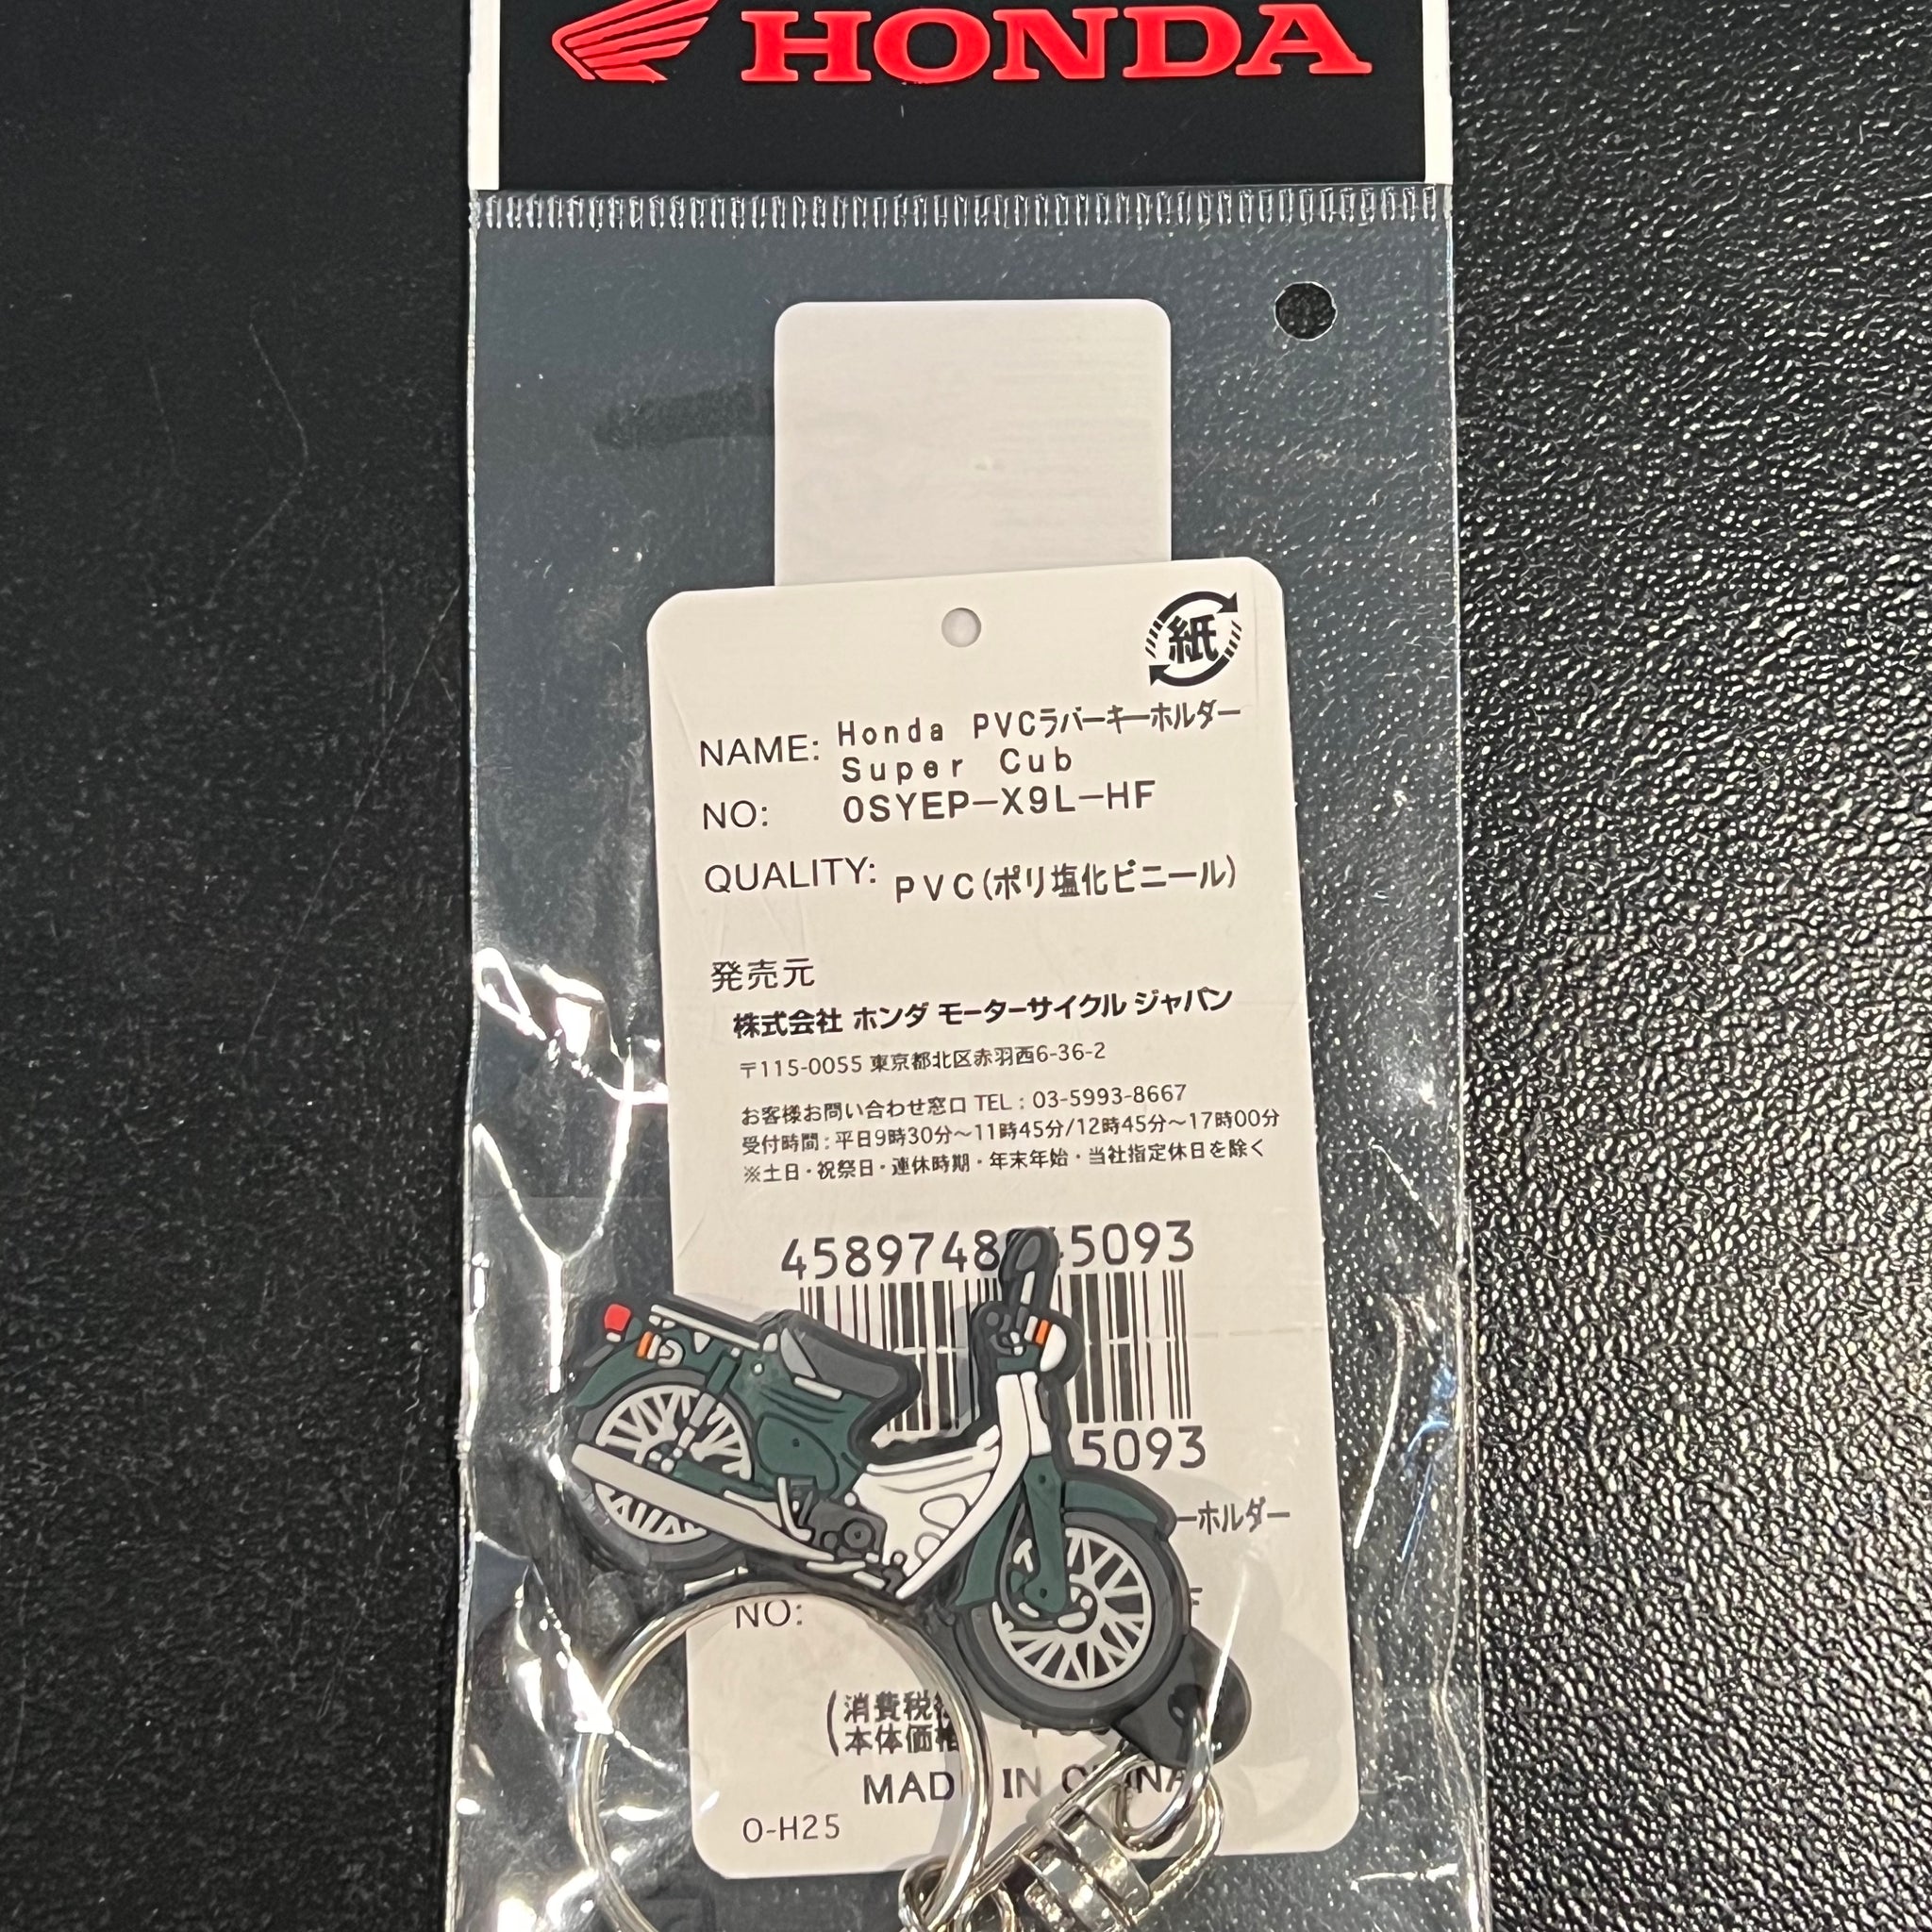 HONDA
紙
NAME: Honda PVCラバーキーホルダー
Super Cub
NO: OSYEP-X9L-HF
QUALITY: PVC(ポリ塩化ビニール)
発売元
株式会社 ホンダ モーターサイクル ジャパン
〒115-0055 東京都北区赤羽西6-36-2
お客様お問い合わせ窓口 TEL : 03-5993-8667
受付時間 : 平日9時30分〜11時45分/12時45分〜17時00分
※土日・祝祭日・連休時期・年末年始・当社指定休日を除く
4589748 5093
5093
ーホルダー
NO: F
(消費税
(本体価格
MADE IN CHINA
O-H25